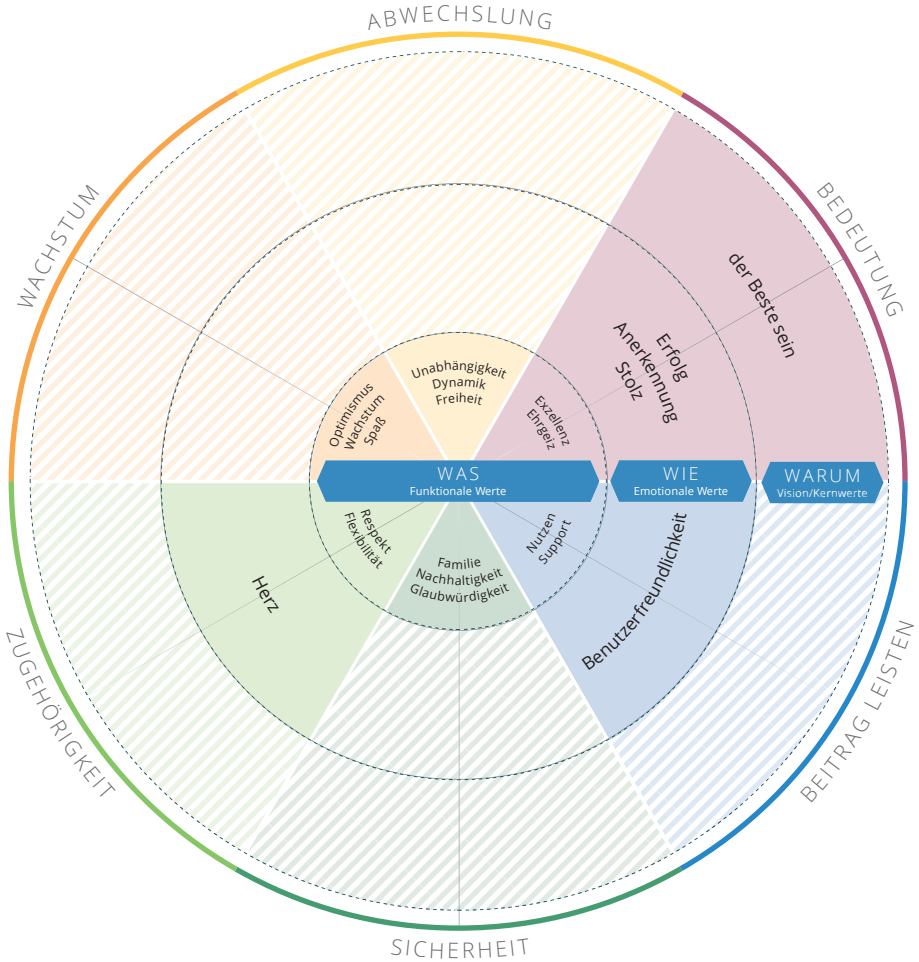 ABWECHSLUNG
BEDEUTUNG
WACHSTUM
der Beste sein
Erfolg
Anerkennung
Stolz
Unabhängigkeit
Dynamik
Freiheit
Optimismus
Wachstum
Spaß
Exzellenz
Ehrgeiz
WAS
Funktionale Werte
WIE
Emotionale Werte
WARUM
Vision/Kernwerte
Respekt
Flexibilität
Nutzen
Support
Familie
Nachhaltigkeit
Glaubwürdigkeit
Herz
Benutzerfreundlichkeit
ZUGEHÖRIGKEIT
BEITRAG LEISTEN
SICHERHEIT